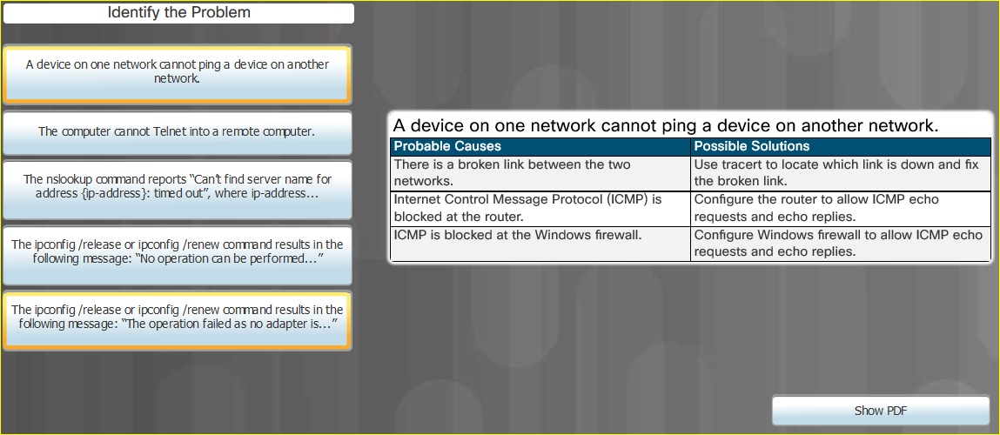 Identify the Problem
A device on one network cannot ping a device on another
network.
The computer cannot Telnet into a remote computer.
The nslookup command reports “Can’t find server name for
address {ip-address}: timed out”, where ip-address...
The ipconfig /release or ipconfig /renew command results in the
following message: “No operation can be performed...”
The ipconfig /release or ipconfig /renew command results in the
following message: “The operation failed as no adapter is...”
A device on one network cannot ping a device on another network.
Probable Causes
Possible Solutions
There is a broken link between the two
networks.
Use tracert to locate which link is down and fix
the broken link.
Internet Control Message Protocol (ICMP) is
blocked at the router.
Configure the router to allow ICMP echo
requests and echo replies.
ICMP is blocked at the Windows firewall.
Configure Windows firewall to allow ICMP echo
requests and echo replies.
Show PDF